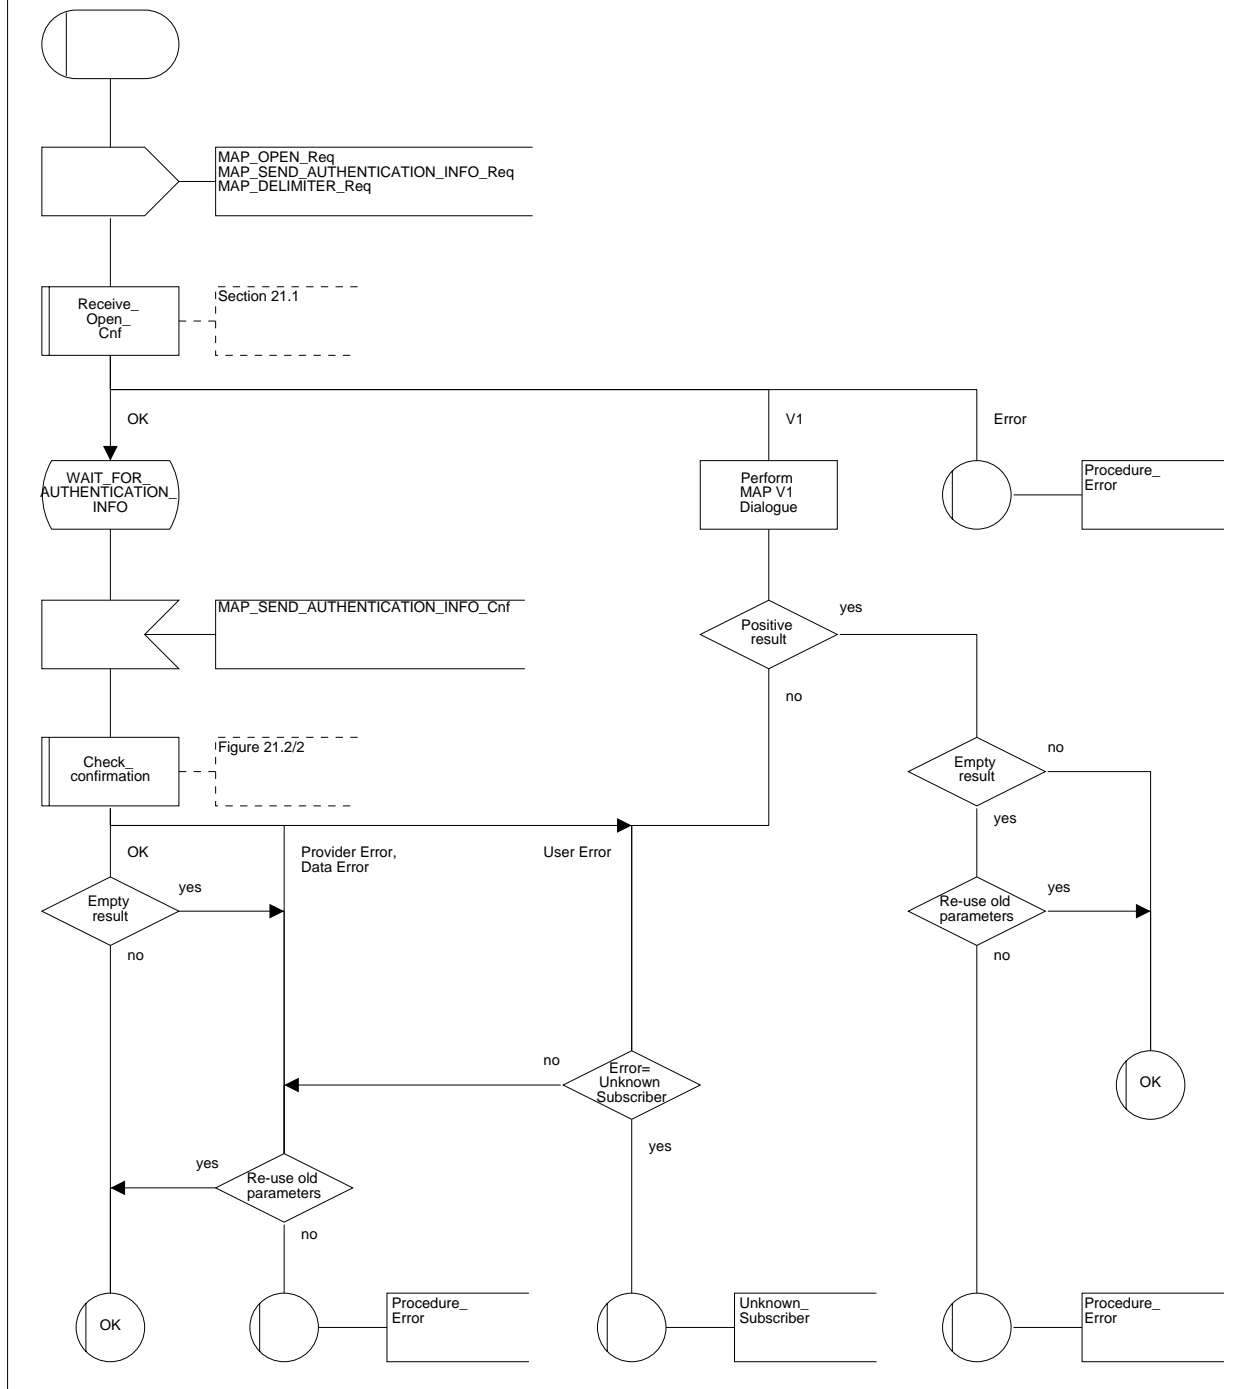 MAP_OPEN_Req
MAP_SEND_AUTHENTICATION_INFO_Req
MAP_DELIMITER_Req
Receive_
Open_
Cnf
Section 21.1
OK
V1
Error
WAIT_FOR_
AUTHENTICATION_
INFO
Perform
MAP V1
Dialogue
Procedure_
Error
MAP_SEND_AUTHENTICATION_INFO_Cnf
Positive
result
yes
no
Check_
confirmation
Figure 21.2/2
Empty
result
no
yes
OK
Provider Error,
Data Error
User Error
Empty
result
yes
no
Re-use old
parameters
yes
no
Error=
Unknown
Subscriber
no
yes
OK
Re-use old
parameters
yes
no
OK
Procedure_
Error
Unknown_
Subscriber
Procedure_
Error